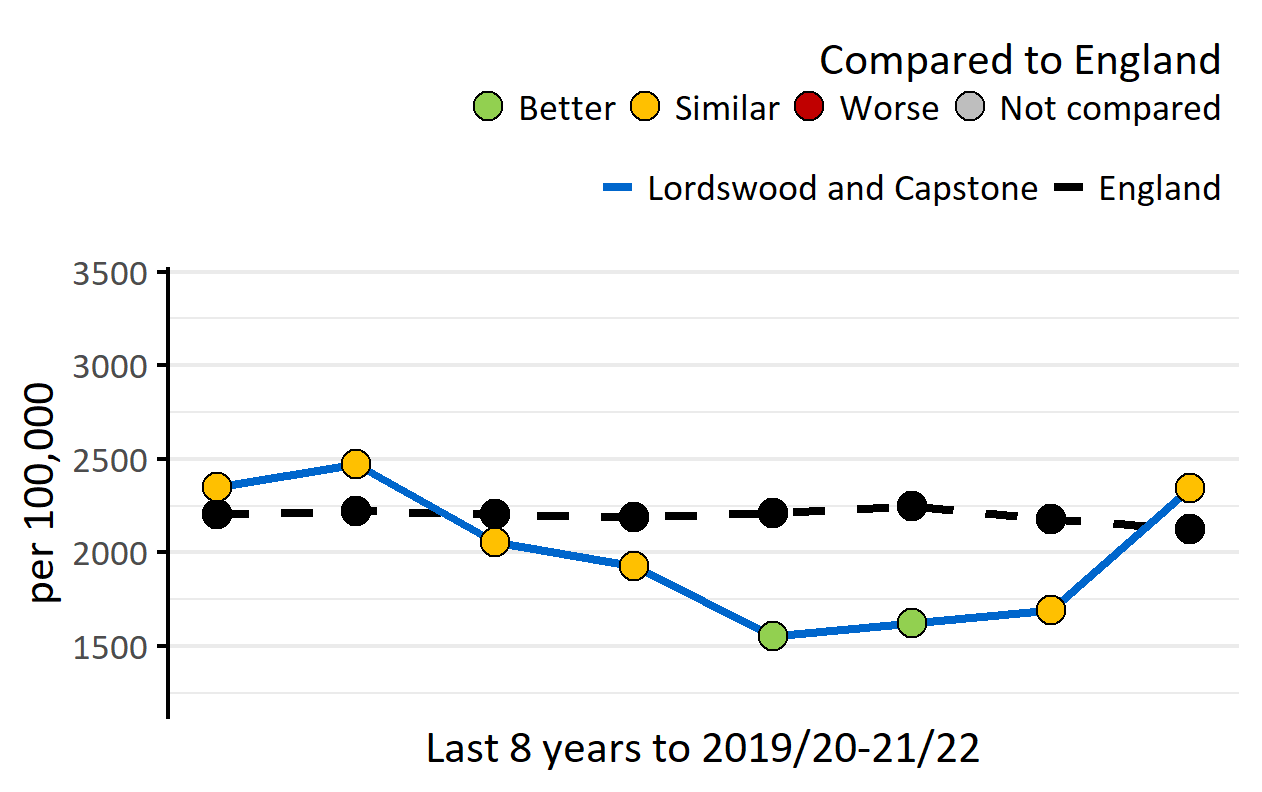 Compared to England
Better Similar Worse Not compared
Lordswood and Capstone England
3500
3000
2500
2000
1500
per 100,000
Last 8 years to 2019/20-21/22